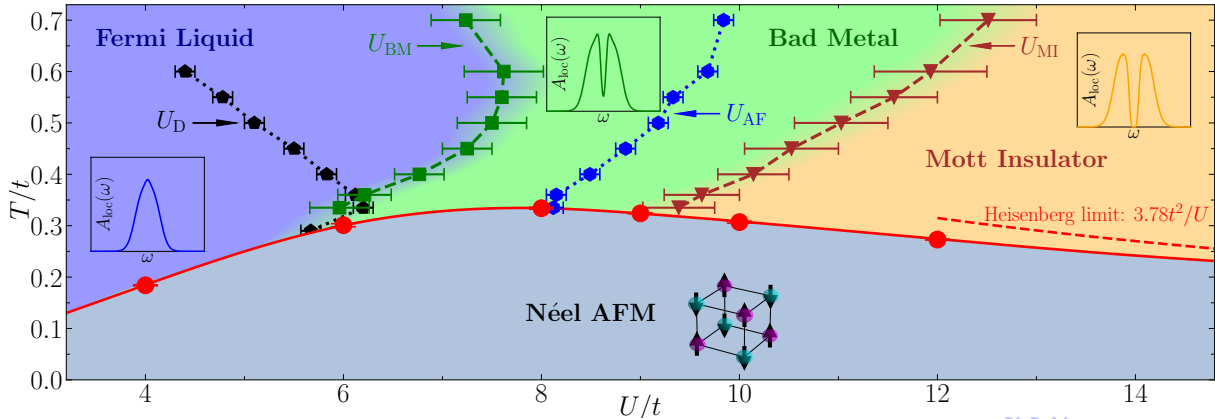 0.7
0.6
0.5
0.4
0.3
0.2
0.1
0.0
T/t
Fermi Liquid
U_BM
Bad Metal
U_MI
A_loc(ω)
ω
A_loc(ω)
ω
U_D
U_AF
Mott Insulator
A_loc(ω)
ω
Heisenberg limit: 3.78t²/U
Néel AFM
4
6
8
10
12
14
U/t